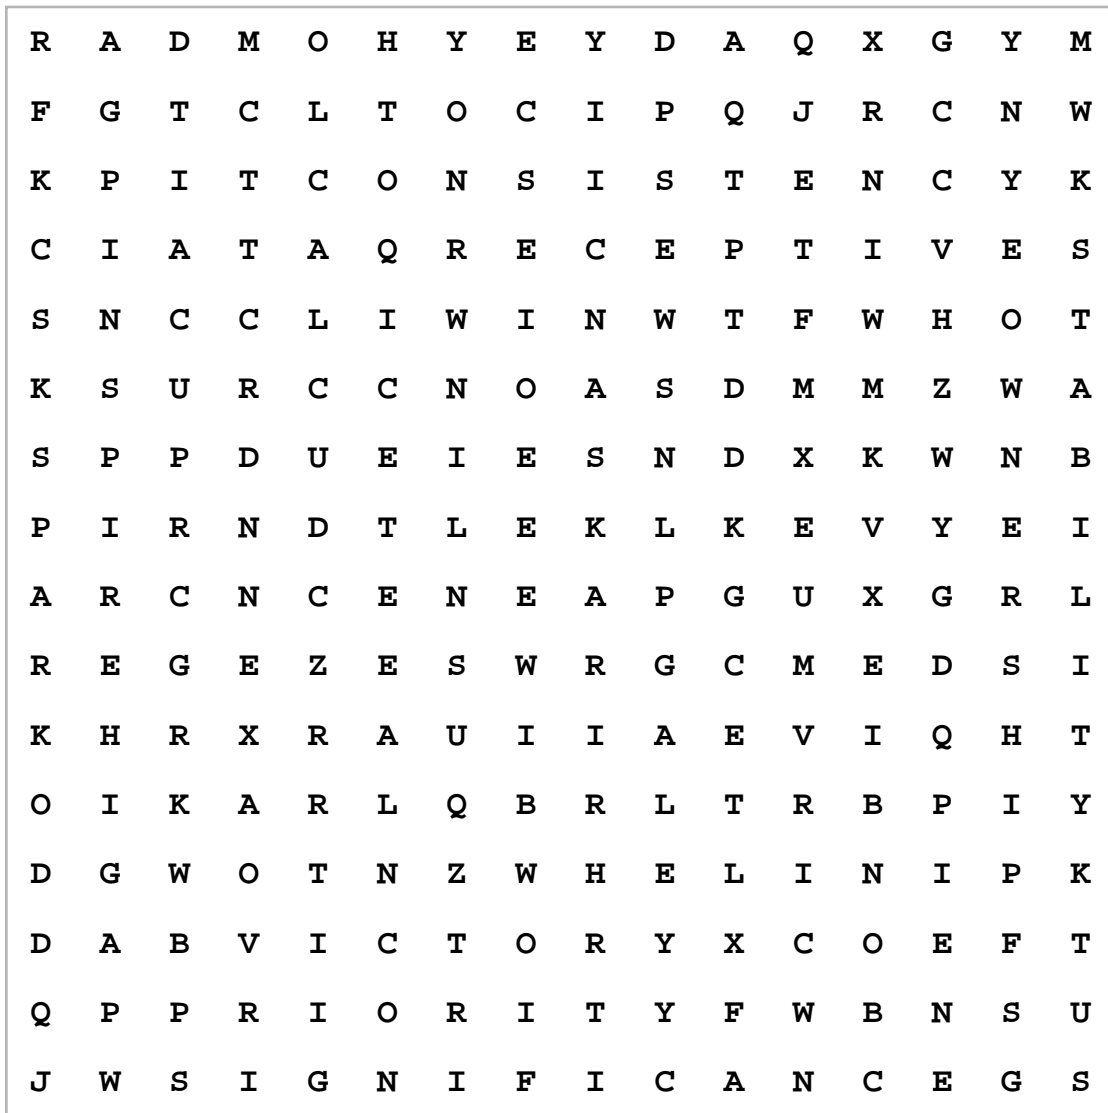 R A D M O H Y E Y D A Q X G Y M
F G T C L T O C I P Q J R C N W
K P I T C O N S I S T E N C Y K
C I A T A Q R E C E P T I V E S
S N C C L I W I N W T F W H O T
K S U R C C N O A S D M M Z W A
S P P D U E I E S N D X K W N B
P I R N D T L E K L K E V Y E I
A R C N C E N E A P G U X G R L
R E G E Z E S W R G C M E D S I
K H R X R A U I I A E V I Q H T
O I K A R L Q B R L T R B P I Y
D G W O T N Z W H E L I N I P K
D A B V I C T O R Y X C O E F T
Q P P R I O R I T Y F W B N S U
J W S I G N I F I C A N C E G S